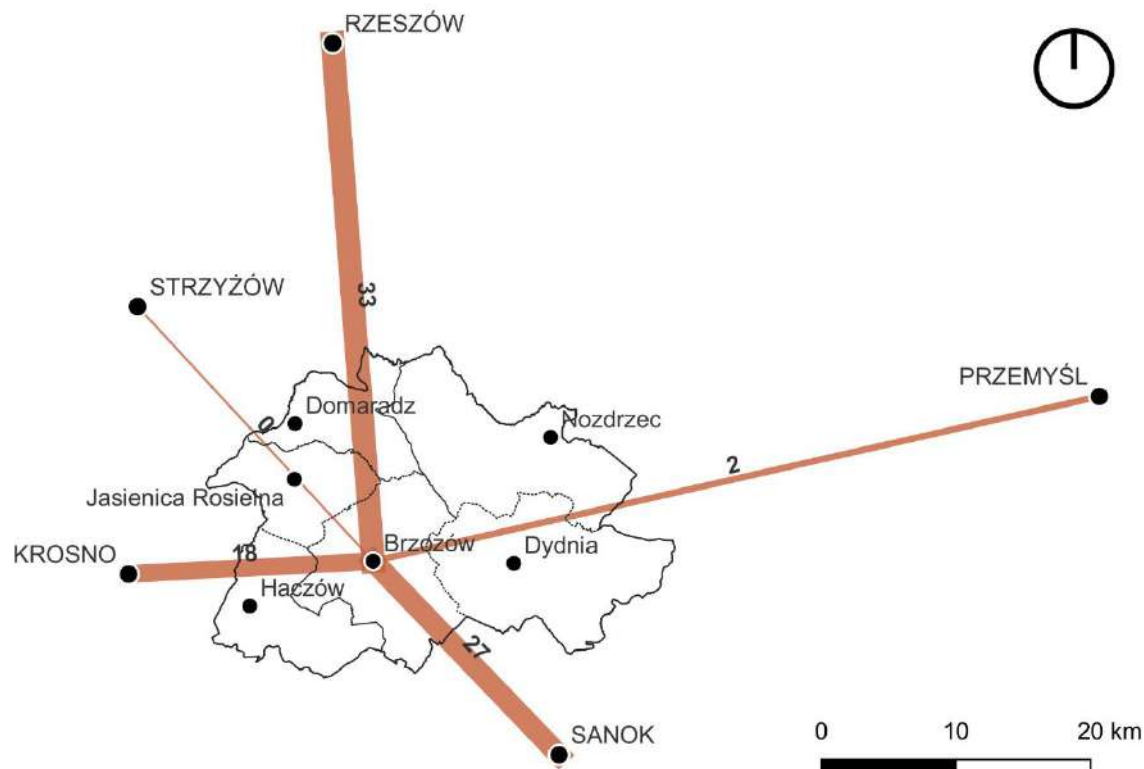 RZESZÓW
STRZYŻÓW
33
PRZEMYŚL
Domaradz
0
Nozdrzec
2
Jasienica Rosielna
KROSNO
18
Brzozów
Dydnia
Haczów
27
SANOK
0 10 20 km